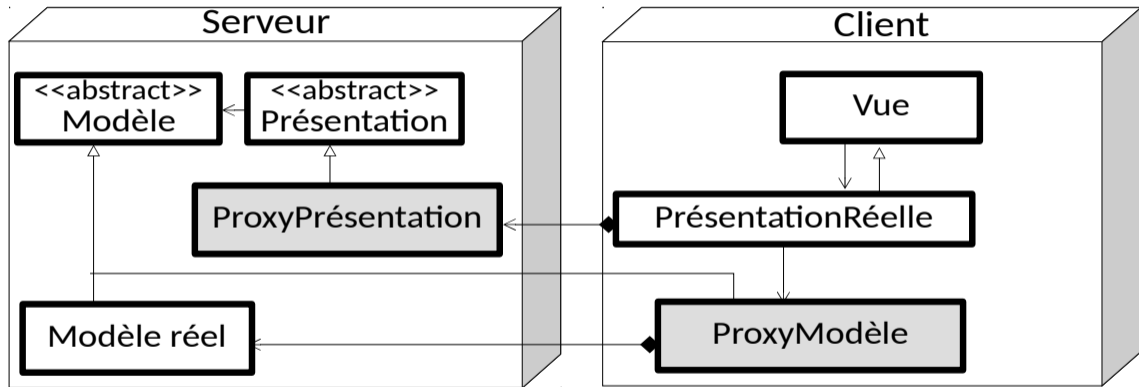 Serveur
Client
<<abstract>>
Modèle
<<abstract>>
Présentation
Vue
ProxyPrésentation
PrésentationRéelle
Modèle réel
ProxyModèle